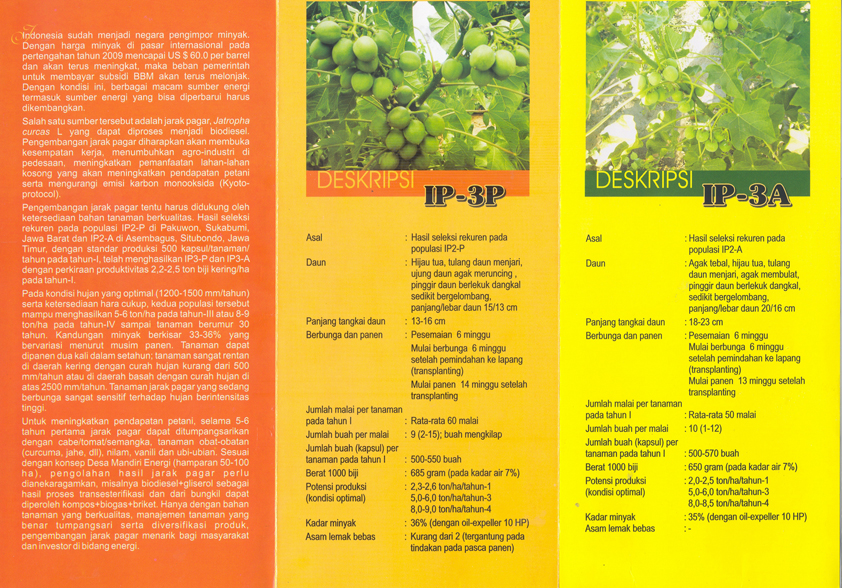 Indonesia sudah menjadi negara pengimpor minyak.
Dengan harga minyak di pasar internasional pada
pertengahan tahun 2009 mencapai US $ 60.0 per barrel
dan akan terus meningkat, maka beban pemerintah
untuk membayar subsidi BBM akan terus melonjak.
Dengan kondisi ini, berbagai macam sumber energi
termasuk sumber energi yang bisa diperbarui harus
dikembangkan.
Salah satu sumber tersebut adalah jarak pagar, Jatropha
curcas L yang dapat diproses menjadi biodiesel.
Pengembangan jarak pagar diharapkan akan membuka
kesempatan kerja, menumbuhkan agro-industri di
pedesaan, meningkatkan pemanfaatan lahan-lahan
kosong yang akan meningkatkan pendapatan petani
serta mengurangi emisi karbon monooksida (Kyoto-
protocol).
Pengembangan jarak pagar tentu harus didukung oleh
ketersediaan bahan tanaman berkualitas. Hasil seleksi
rekuren pada populasi IP2-P di Pakuwon, Sukabumi,
Jawa Barat dan IP2-A di Asembagus, Situbondo, Jawa
Timur, dengan standar produksi 500 kapsul/tanaman/
tahun pada tahun-I, telah menghasilkan IP3-P dan IP3-A
dengan perkiraan produktivitas 2,2-2,5 ton biji kering/ha
pada tahun-I.
Pada kondisi hujan yang optimal (1200-1500 mm/tahun)
serta ketersediaan hara cukup, kedua populasi tersebut
mampu menghasilkan 5-6 ton/ha pada tahun-III atau 8-9
ton/ha pada tahun-IV sampai tanaman berumur 30
tahun. Kandungan minyak berkisar 33-36% yang
bervariasi menurut musim panen. Tanaman dapat
dipanen dua kali dalam setahun; tanaman sangat rentan
di daerah kering dengan curah hujan kurang dari 500
mm/tahun atau di daerah basah dengan curah hujan di
atas 2500 mm/tahun. Tanaman jarak pagar yang sedang
berbunga sangat sensitif terhadap hujan berintensitas
tinggi.
Untuk meningkatkan pendapatan petani, selama 5-6
tahun pertama jarak pagar dapat ditumpangsarikan
dengan cabe/tomat/semangka, tanaman obat-obatan
(curcuma, jahe, dll), nilam, vanili dan ubi-ubian. Sesuai
dengan konsep Desa Mandiri Energi (hamparan 50-100
ha), pengolahan hasil jarak pagar perlu
dianekaragamkan, misalnya biodiesel+gliserol sebagai
hasil proses transesterifikasi dan dari bungkil dapat
diperoleh kompos+biogas+briket. Hanya dengan bahan
tanaman yang berkualitas, manajemen tanaman yang
benar tumpangsari serta diversifikasi produk,
pengembangan jarak pagar menarik bagi masyarakat
dan investor di bidang energi.
DESKRIPSI IP-3P
Asal : Hasil seleksi rekuren pada
populasi IP2-P
Daun : Hijau tua, tulang daun menjari,
ujung daun agak meruncing ,
pinggir daun berlekuk dangkal
sedikit bergelombang,
panjang/lebar daun 15/13 cm
Panjang tangkai daun : 13-16 cm
Berbunga dan panen : Pesemaian 6 minggu
Mulai berbunga 6 minggu
setelah pemindahan ke lapang
(transplanting)
Mulai panen 14 minggu setelah
transplanting
Jumlah malai per tanaman
pada tahun I : Rata-rata 60 malai
Jumlah buah per malai : 9 (2-15); buah mengkilap
Jumlah buah (kapsul) per
tanaman pada tahun I : 500-550 buah
Berat 1000 biji : 685 gram (pada kadar air 7%)
Potensi produksi : 2,3-2,6 ton/ha/tahun-1
(kondisi optimal) 5,0-6,0 ton/ha/tahun-3
8,0-9,0 ton/ha/tahun-4
Kadar minyak : 36% (dengan oil-expeller 10 HP)
Asam lemak bebas : Kurang dari 2 (tergantung pada
tindakan pada pasca panen)
DESKRIPSI IP-3A
Asal : Hasil seleksi rekuren pada
populasi IP2-A
Daun : Agak tebal, hijau tua, tulang
daun menjari, agak membulat,
pinggir daun berlekuk dangkal,
sedikit bergelombang,
panjang/lebar daun 20/16 cm
Panjang tangkai daun : 18-23 cm
Berbunga dan panen : Pesemaian 6 minggu
Mulai berbunga 6 minggu
setelah pemindahan ke lapang
(transplanting)
Mulai panen 13 minggu setelah
transplanting
Jumlah malai per tanaman
pada tahun I : Rata-rata 50 malai
Jumlah buah per malai : 10 (1-12)
Jumlah buah (kapsul) per
tanaman pada tahun I : 500-570 buah
Berat 1000 biji : 650 gram (pada kadar air 7%)
Potensi produksi : 2,0-2,5 ton/ha/tahun-1
(kondisi optimal) 5,0-6,0 ton/ha/tahun-3
8,0-8,5 ton/ha/tahun-4
Kadar minyak : 35% (dengan oil-expeller 10 HP)
Asam lemak bebas : -